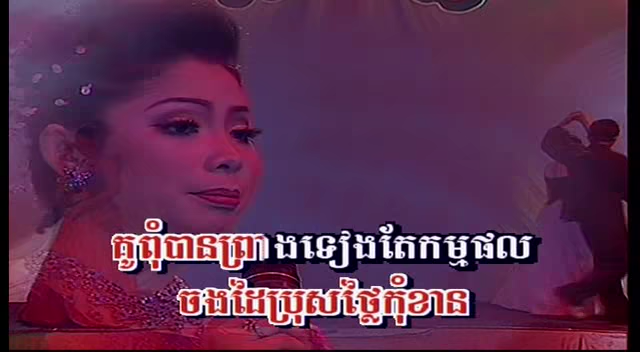 គូពុំបានព្រាងទៀងតែកម្មផល
ចងដៃប្រុសថ្លៃកុំខាន